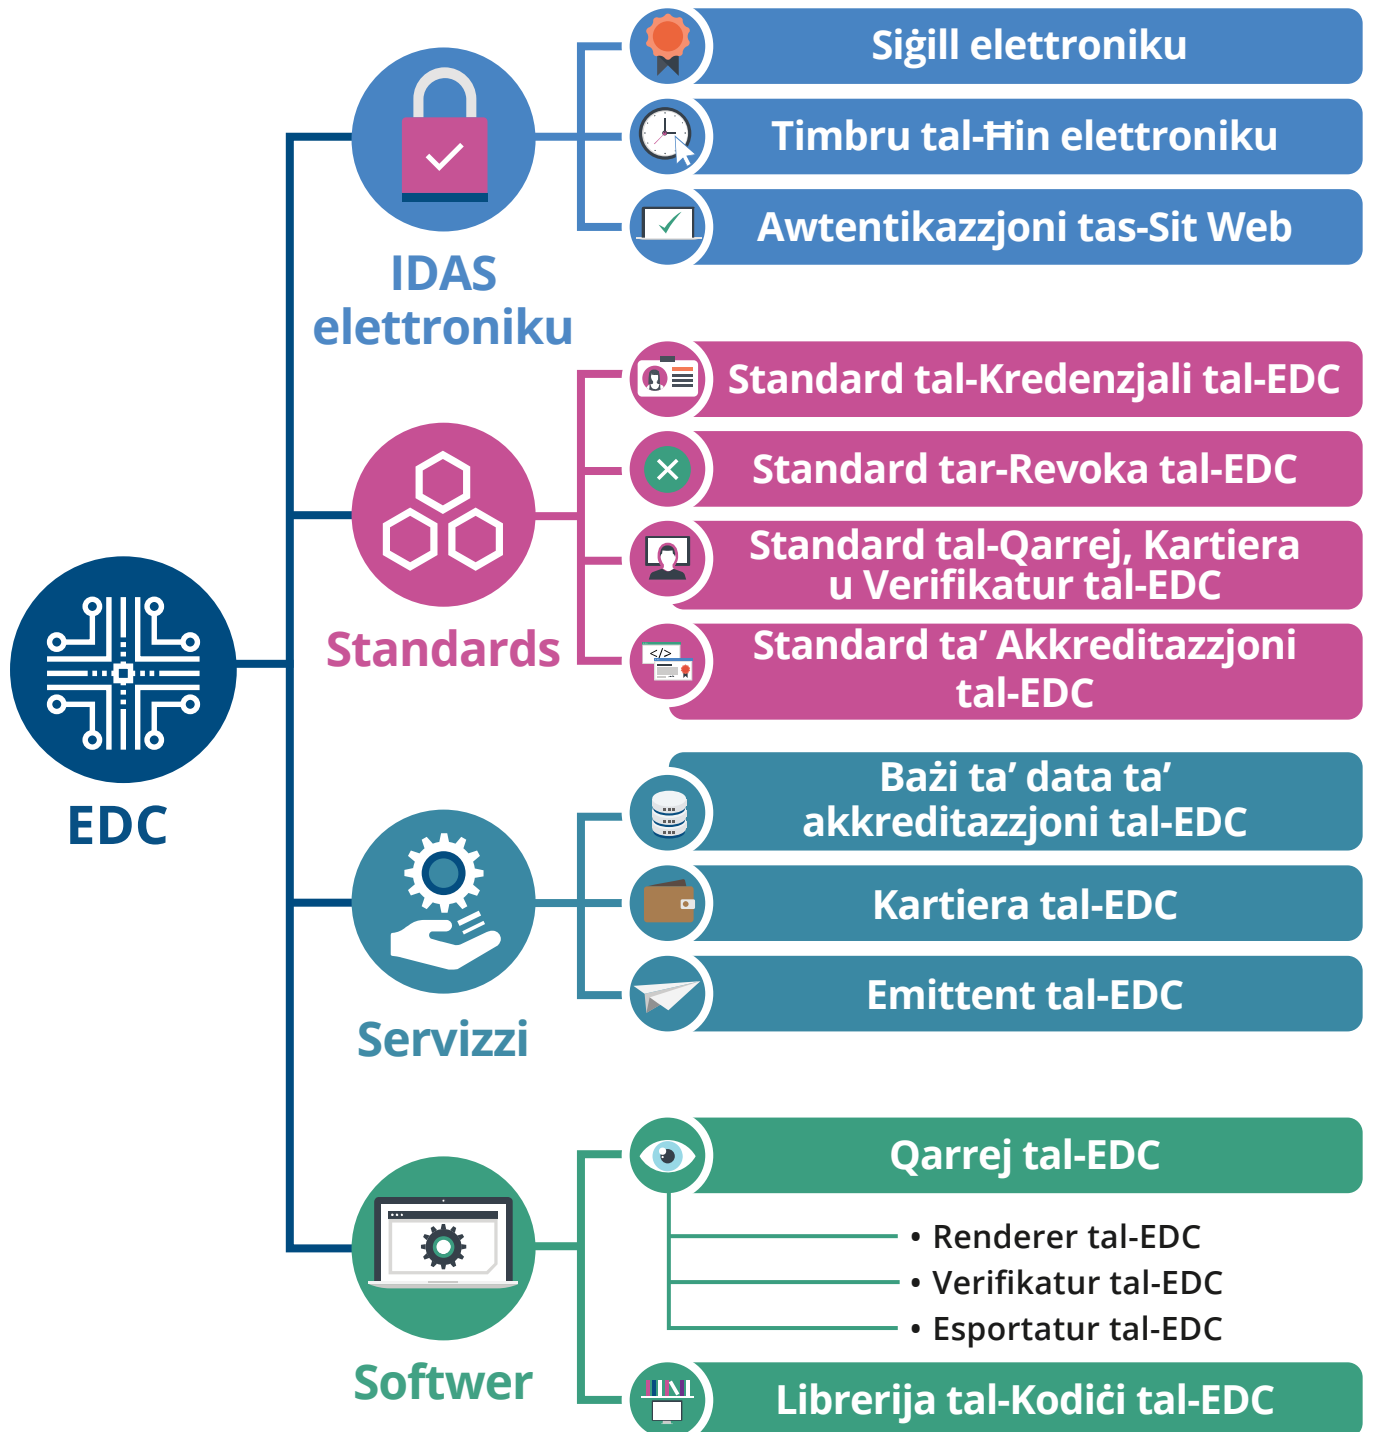 Siġill elettroniku
Timbru tal-Ħin elettroniku
Awtentikazzjoni tas-Sit Web
IDAS
elettroniku
Standard tal-Kredenzjali tal-EDC
Standard tar-Revoka tal-EDC
Standard tal-Qarrej, Kartiera
u Verifikatur tal-EDC
</>
Standard ta’ Akkreditazzjoni
tal-EDC
Standards
EDC
Bażi ta’ data ta’
akkreditazzjoni tal-EDC
Kartiera tal-EDC
Emittent tal-EDC
Servizzi
Qarrej tal-EDC
• Renderer tal-EDC
• Verifikatur tal-EDC
• Esportatur tal-EDC
Softwer
Librerija tal-Kodiċi tal-EDC